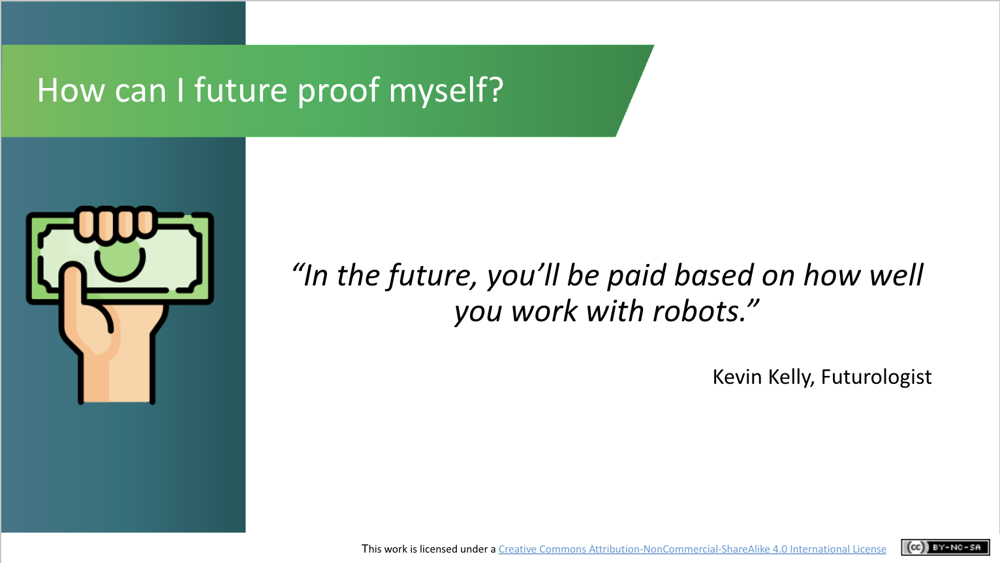 How can I future proof myself?
“In the future, you’ll be paid based on how well
you work with robots.”
Kevin Kelly, Futurologist
This work is licensed under a Creative Commons Attribution-NonCommercial-ShareAlike 4.0 International License
cc BY-NC-SA